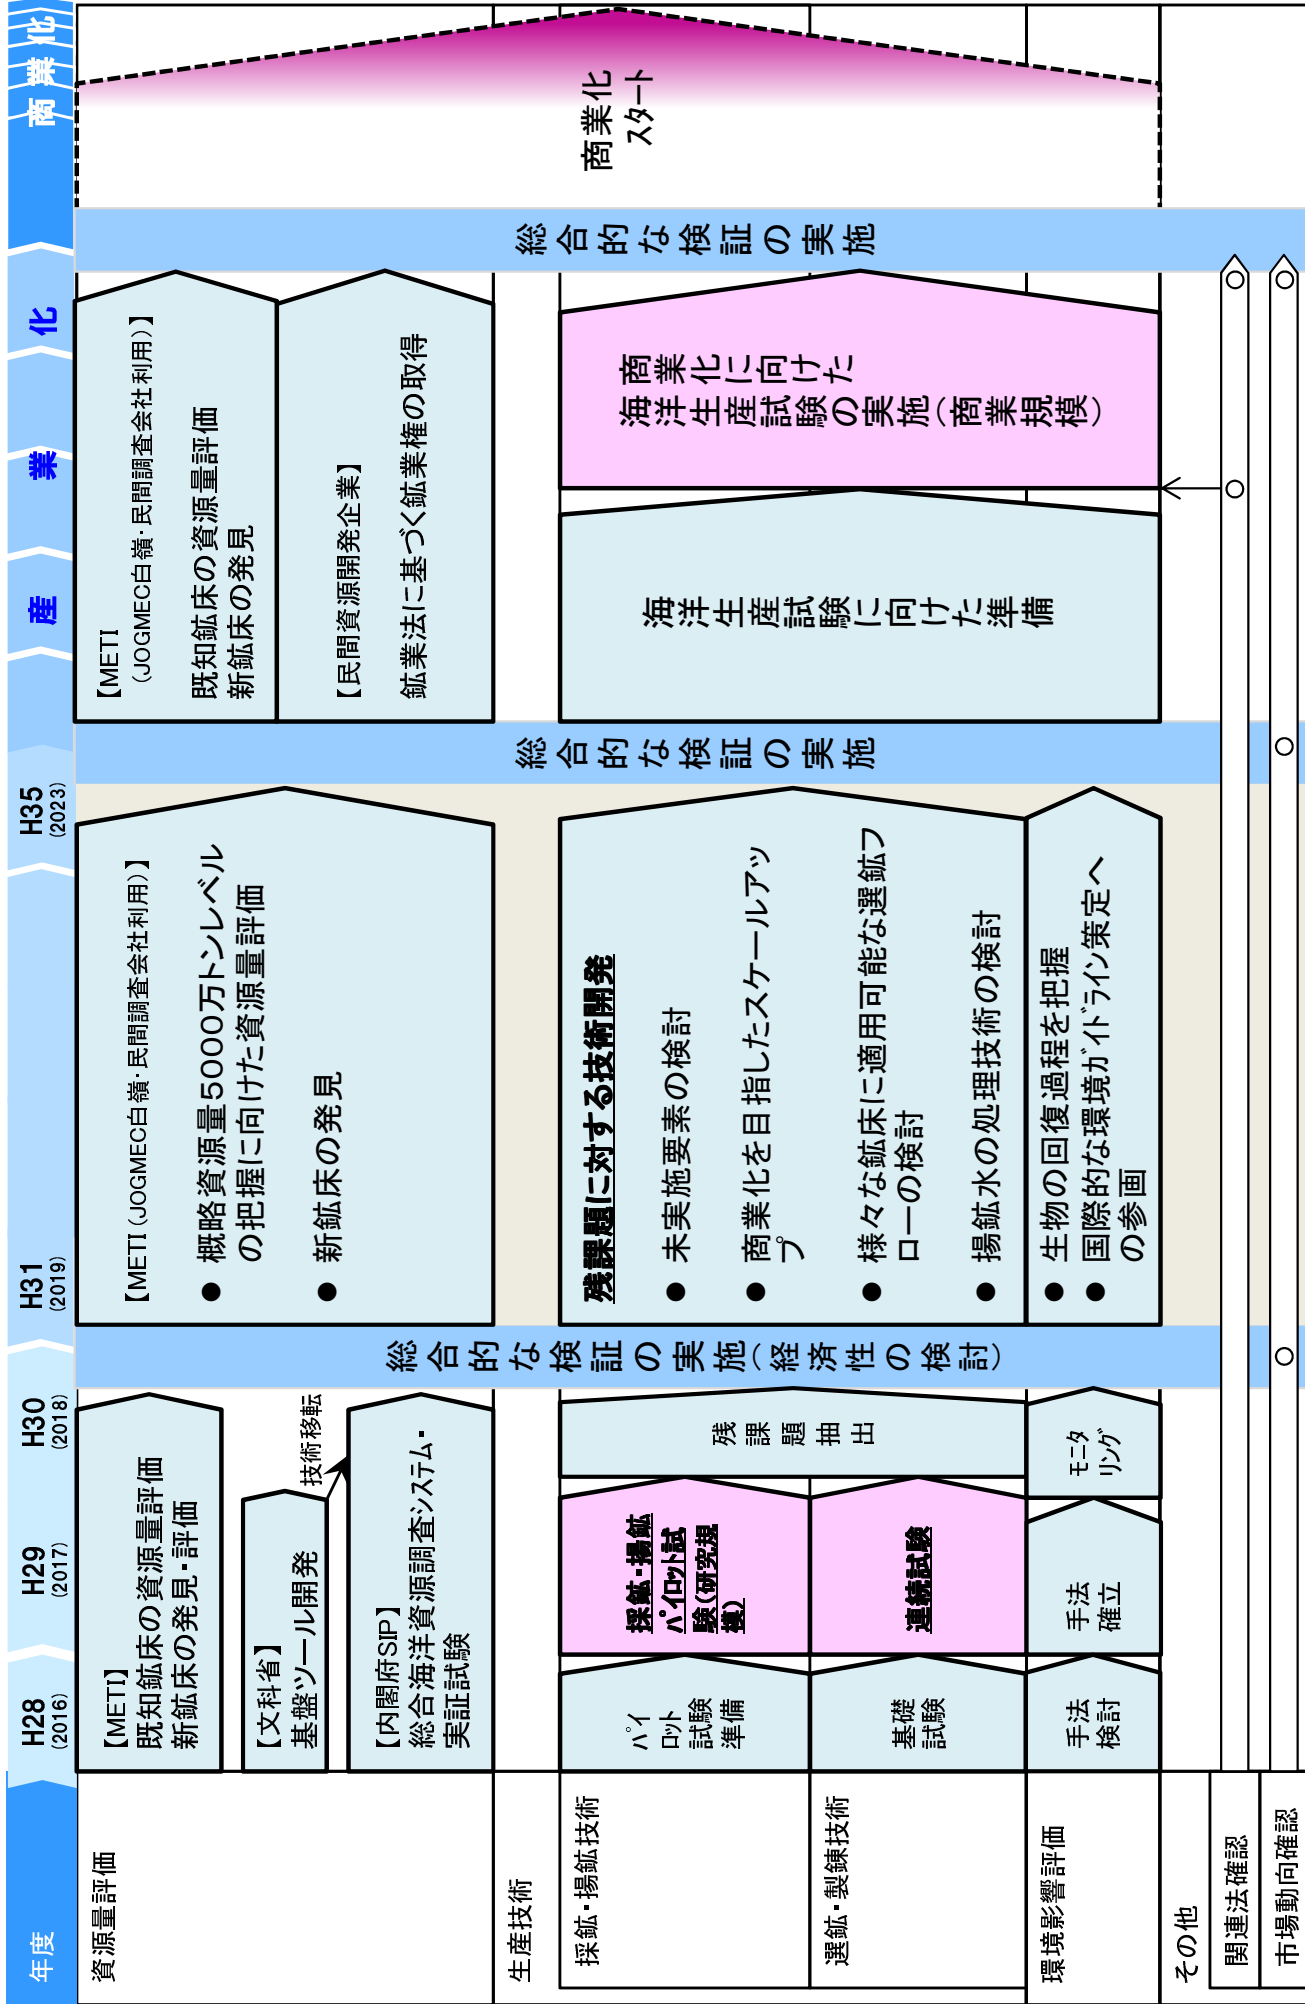 年度
H28
(2016)
H29
(2017)
H30
(2018)
H31
(2019)
H35
(2023)
産業化
商業化
資源量評価
【METI】
既知鉱床の資源量評価
新鉱床の発見・評価
【文科省】
基盤ツール開発
技術移転
【内閣府SIP】
総合海洋資源調査システム・
実証試験
【METI（JOGMEC白嶺・民間調査会社利用）】
● 概略資源量5000万トンレベル
の把握に向けた資源量評価
● 新鉱床の発見
【METI
（JOGMEC白嶺・民間調査会社利用）】
既知鉱床の資源量評価
新鉱床の発見
【民間資源開発企業】
鉱業法に基づく鉱業権の取得
生産技術
採鉱・揚鉱技術
パイ
ロット
試験
準備
採鉱・揚鉱
パイロット試
験（研究規
模）
選鉱・製錬技術
基礎
試験
連続試験
残課題抽出
残課題に対する技術開発
● 未実施要素の検討
● 商業化を目指したスケールアッ
プ
● 様々な鉱床に適用可能な選鉱フ
ローの検討
● 揚鉱水の処理技術の検討
海洋生産試験に向けた準備
商業化に向けた
海洋生産試験の実施（商業規模）
環境影響評価
手法
検討
手法
確立
モニタ
リング
● 生物の回復過程を把握
● 国際的な環境ガイドライン策定へ
の参画
総合的な検証の実施（経済性の検討）
総合的な検証の実施
総合的な検証の実施
商業化
スタート
その他
関連法確認
市場動向確認